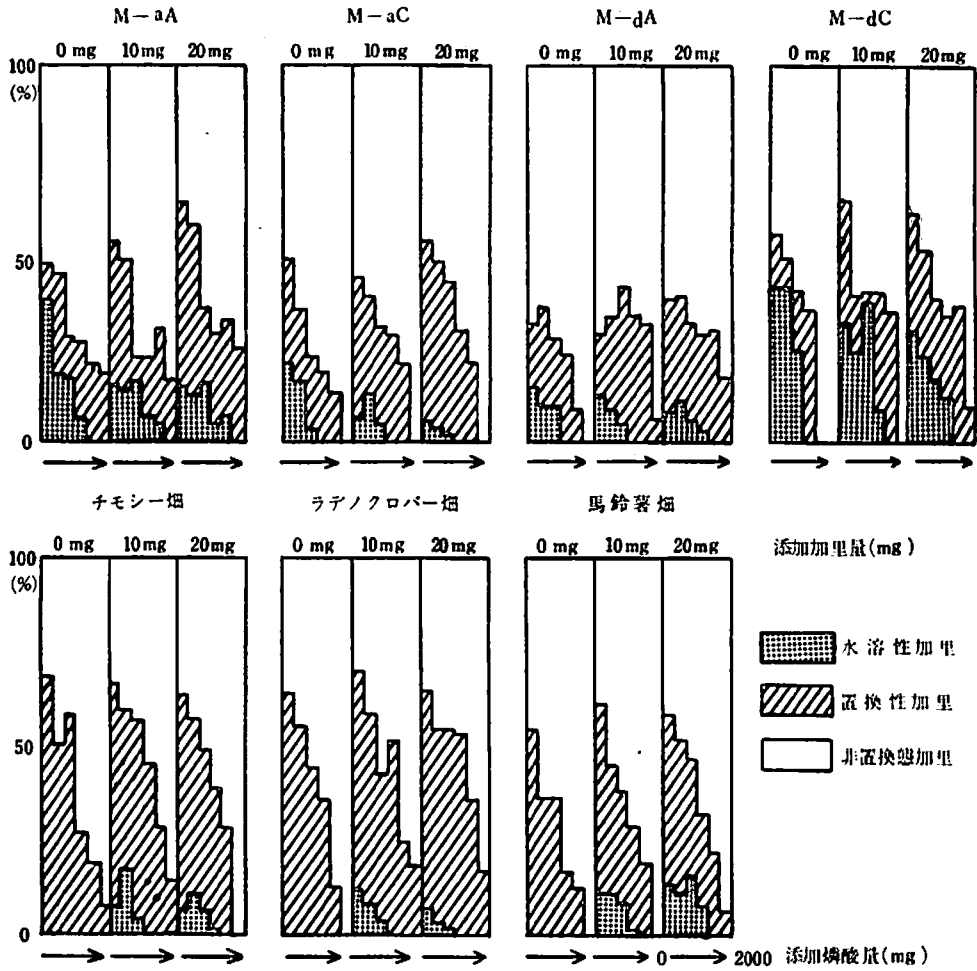 M－aA M－aC M－dA M－dC
0 mg 10mg 20mg 0 mg 10mg 20mg 0 mg 10mg 20mg 0 mg 10mg 20mg
100
(%)
50
0
チモシー畑 ラデノクロバー畑 馬鈴薯畑
0 mg 10mg 20mg 0 mg 10mg 20mg 0 mg 10mg 20mg
添加加里量(mg)
100
(%)
水溶性加里
置換性加里
50
非置換態加里
0
0 2000 添加燐酸量(mg)